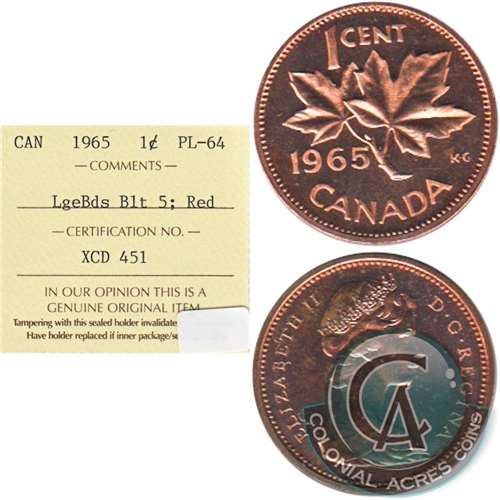 CAN 1965 1¢ PL-64
— COMMENTS —
LgeBds Blt 5; Red
— CERTIFICATION NO. —
XCD 451
IN OUR OPINION THIS IS A
GENUINE ORIGINAL ITEM
Tampering with this sealed holder invalidate
Have holder replaced if inner package/se
1 CENT
1965
K·G
CANADA
ELIZABETH II D·G·REGINA
CA
COLONIAL ACRES COINS